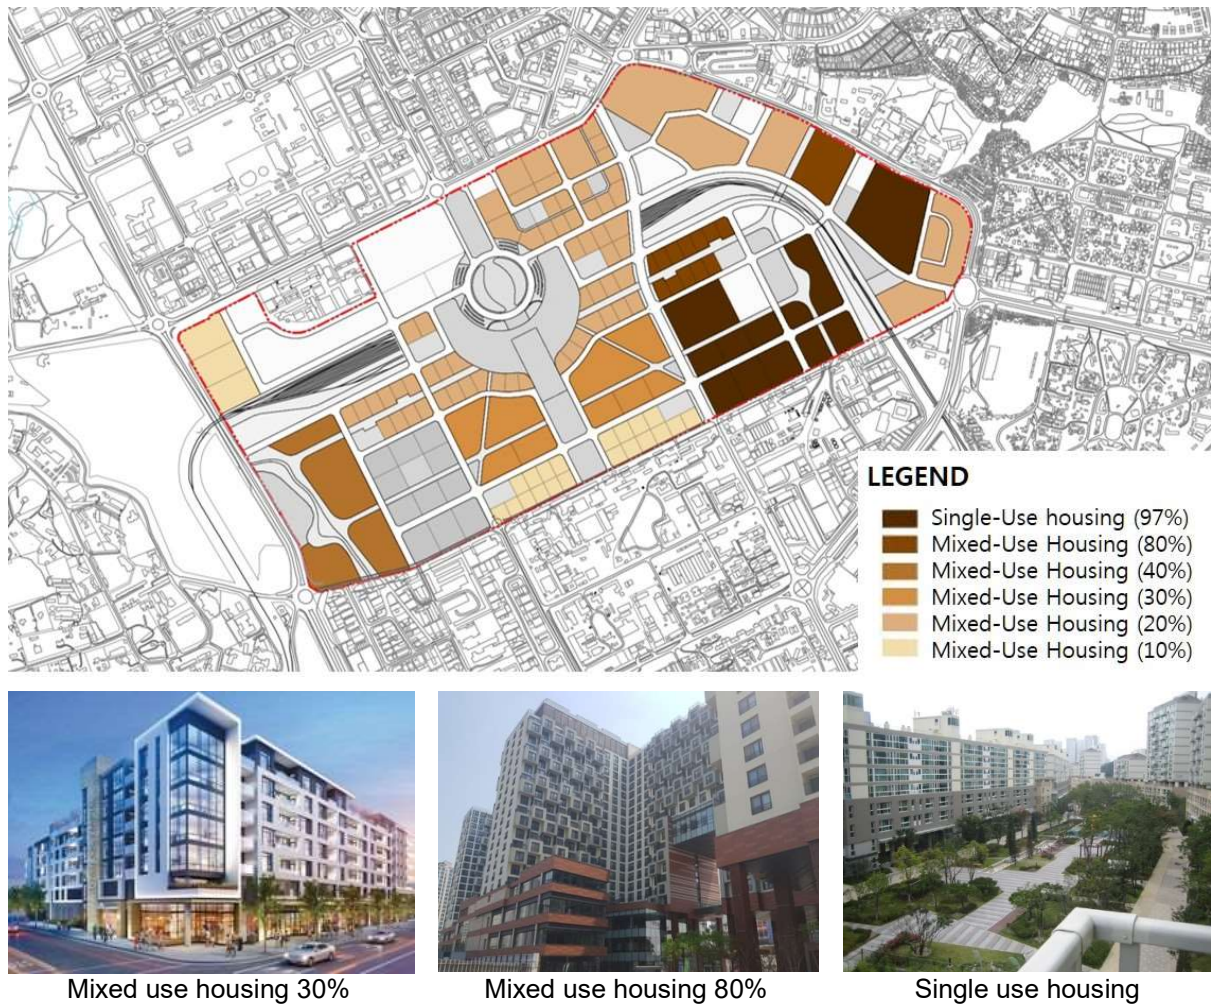 LEGEND
Single-Use housing (97%)
Mixed-Use Housing (80%)
Mixed-Use Housing (40%)
Mixed-Use Housing (30%)
Mixed-Use Housing (20%)
Mixed-Use Housing (10%)
Mixed use housing 30%
Mixed use housing 80%
Single use housing